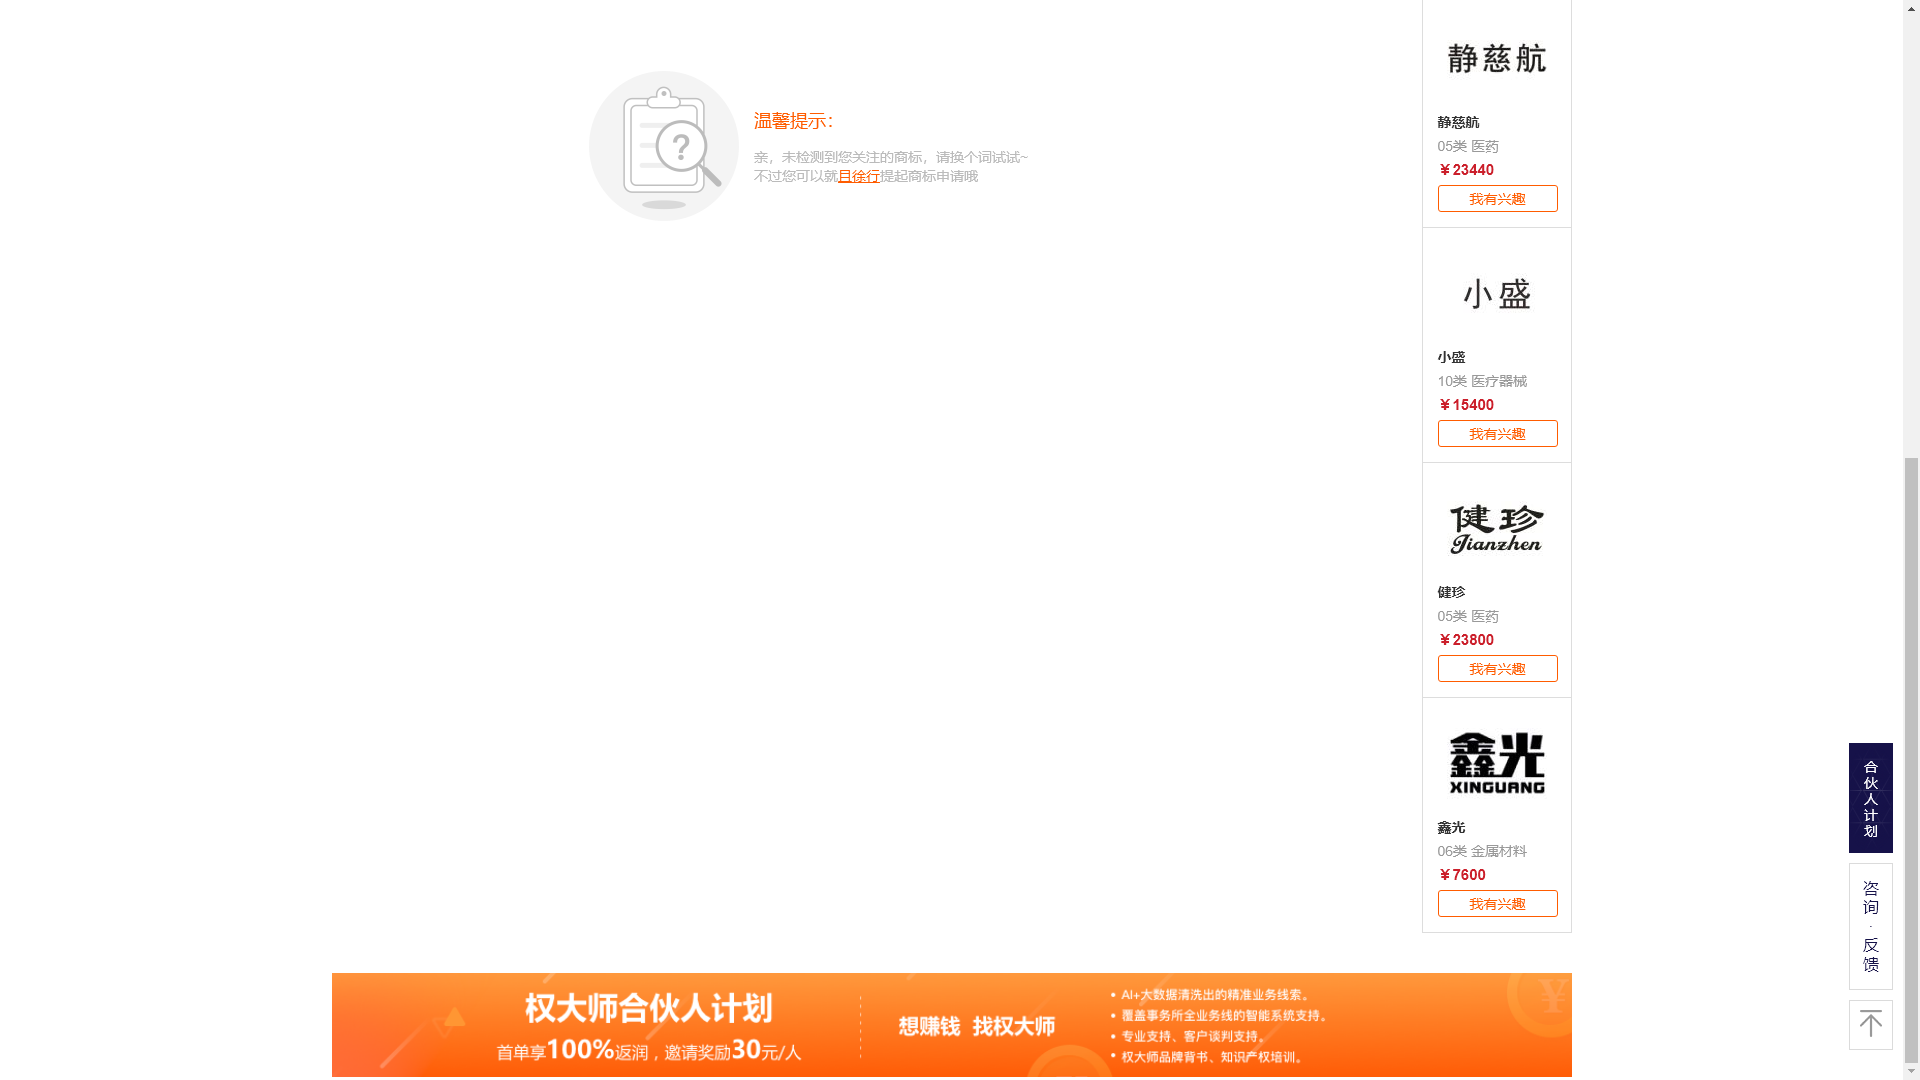 温馨提示：
亲，未检测到您关注的商标，请换个词试试~
不过您可以就且徐行提起商标申请哦
静慈航
静慈航
05类 医药
￥23440
我有兴趣
小盛
小盛
10类 医疗器械
￥15400
我有兴趣
健珍
Jianzhen
健珍
05类 医药
￥23800
我有兴趣
鑫光
XINGUANG
鑫光
06类 金属材料
￥7600
我有兴趣
合伙人计划
咨询·反馈
权大师合伙人计划
首单享100%返润，邀请奖励30元/人
想赚钱 找权大师
• AI+大数据清洗出的精准业务线索。
• 覆盖事务所全业务线的智能系统支持。
• 专业支持、客户谈判支持。
• 权大师品牌背书、知识产权培训。